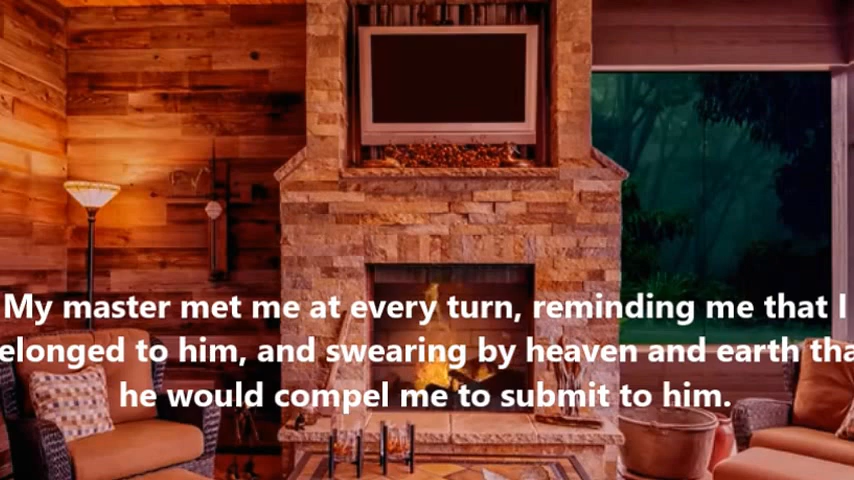 My master met me at every turn, reminding me that I
elonged to him, and swearing by heaven and earth tha
he would compel me to submit to him.